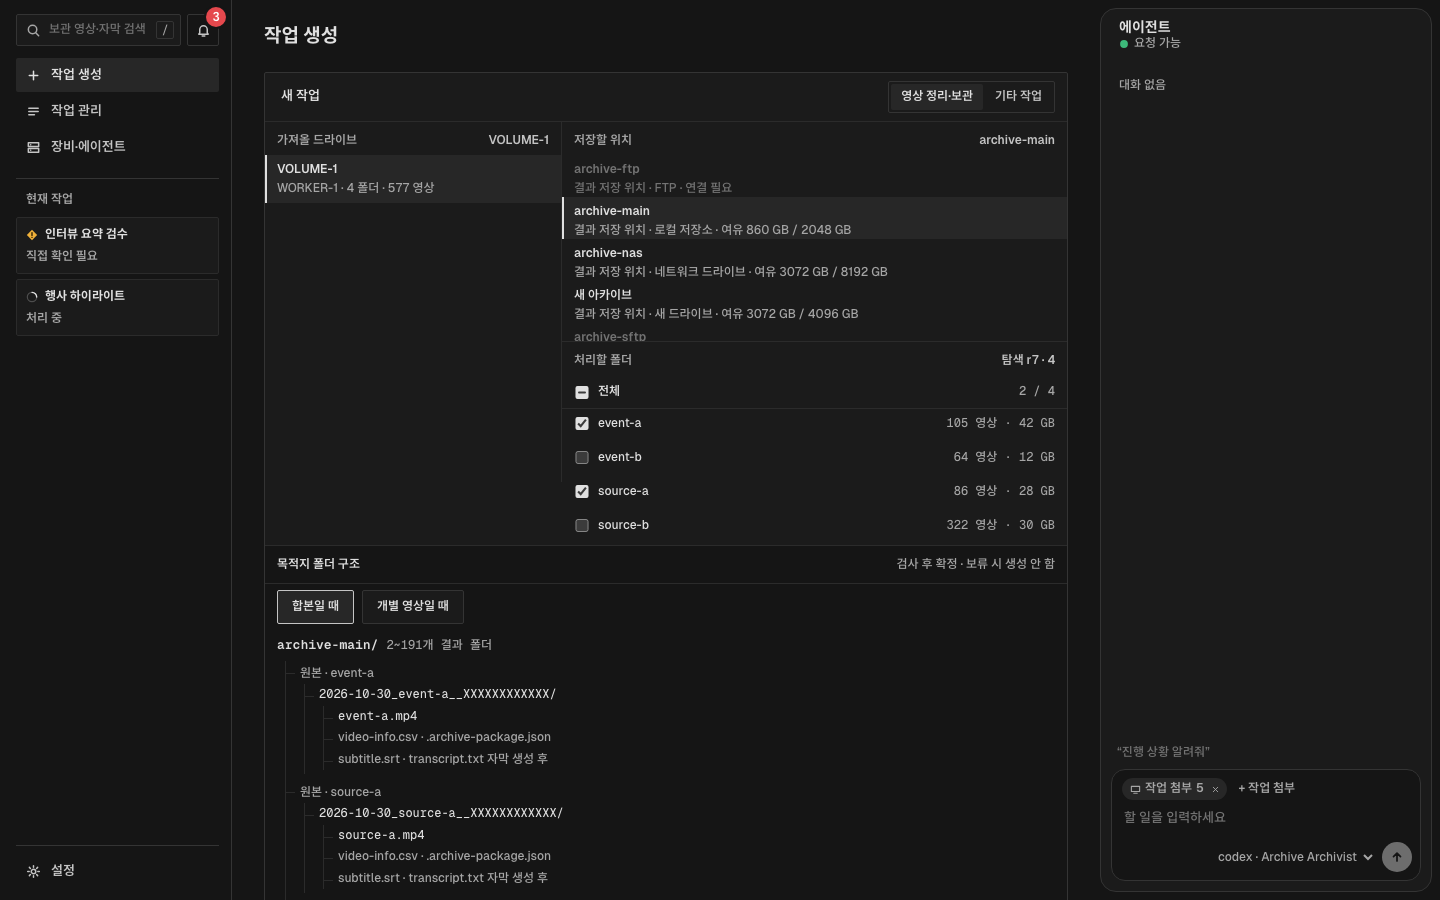 보관 영상·자막 검색 /
3
작업 생성
작업 관리
장비·에이전트
현재 작업
인터뷰 요약 검수
직접 확인 필요
행사 하이라이트
처리 중
설정
작업 생성
새 작업
영상 정리·보관 기타 작업
가져올 드라이브 VOLUME-1
VOLUME-1
WORKER-1 · 4 폴더 · 577 영상
저장할 위치 archive-main
archive-ftp
결과 저장 위치 · FTP · 연결 필요
archive-main
결과 저장 위치 · 로컬 저장소 · 여유 860 GB / 2048 GB
archive-nas
결과 저장 위치 · 네트워크 드라이브 · 여유 3072 GB / 8192 GB
새 아카이브
결과 저장 위치 · 새 드라이브 · 여유 3072 GB / 4096 GB
archive-sftp
처리할 폴더 탐색 r7 · 4
전체 2 / 4
event-a 105 영상 · 42 GB
event-b 64 영상 · 12 GB
source-a 86 영상 · 28 GB
source-b 322 영상 · 30 GB
목적지 폴더 구조 검사 후 확정 · 보류 시 생성 안 함
합본일 때 개별 영상일 때
archive-main/ 2~191개 결과 폴더
원본 · event-a
2026-10-30_event-a__XXXXXXXXXXXX/
event-a.mp4
video-info.csv · .archive-package.json
subtitle.srt · transcript.txt 자막 생성 후
원본 · source-a
2026-10-30_source-a__XXXXXXXXXXXX/
source-a.mp4
video-info.csv · .archive-package.json
subtitle.srt · transcript.txt 자막 생성 후
에이전트
요청 가능
대화 없음
“진행 상황 알려줘”
작업 첨부 5 × + 작업 첨부
할 일을 입력하세요
codex · Archive Archivist